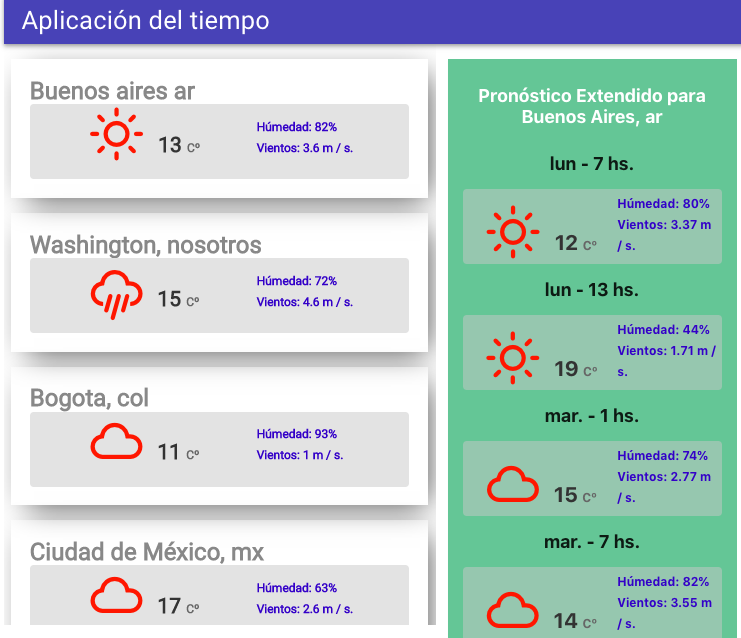 Aplicación del tiempo
Buenos aires ar
13 Cº
Húmedad: 82%
Vientos: 3.6 m / s.
Washington, nosotros
15 Cº
Húmedad: 72%
Vientos: 4.6 m / s.
Bogota, col
11 Cº
Húmedad: 93%
Vientos: 1 m / s.
Ciudad de México, mx
17 Cº
Húmedad: 63%
Vientos: 2.6 m / s.
Pronóstico Extendido para
Buenos Aires, ar
lun - 7 hs.
12 Cº
Húmedad: 80%
Vientos: 3.37 m
/ s.
lun - 13 hs.
19 Cº
Húmedad: 44%
Vientos: 1.71 m /
s.
mar. - 1 hs.
15 Cº
Húmedad: 74%
Vientos: 2.77 m
/ s.
mar. - 7 hs.
14 Cº
Húmedad: 82%
Vientos: 3.55 m
/ s.